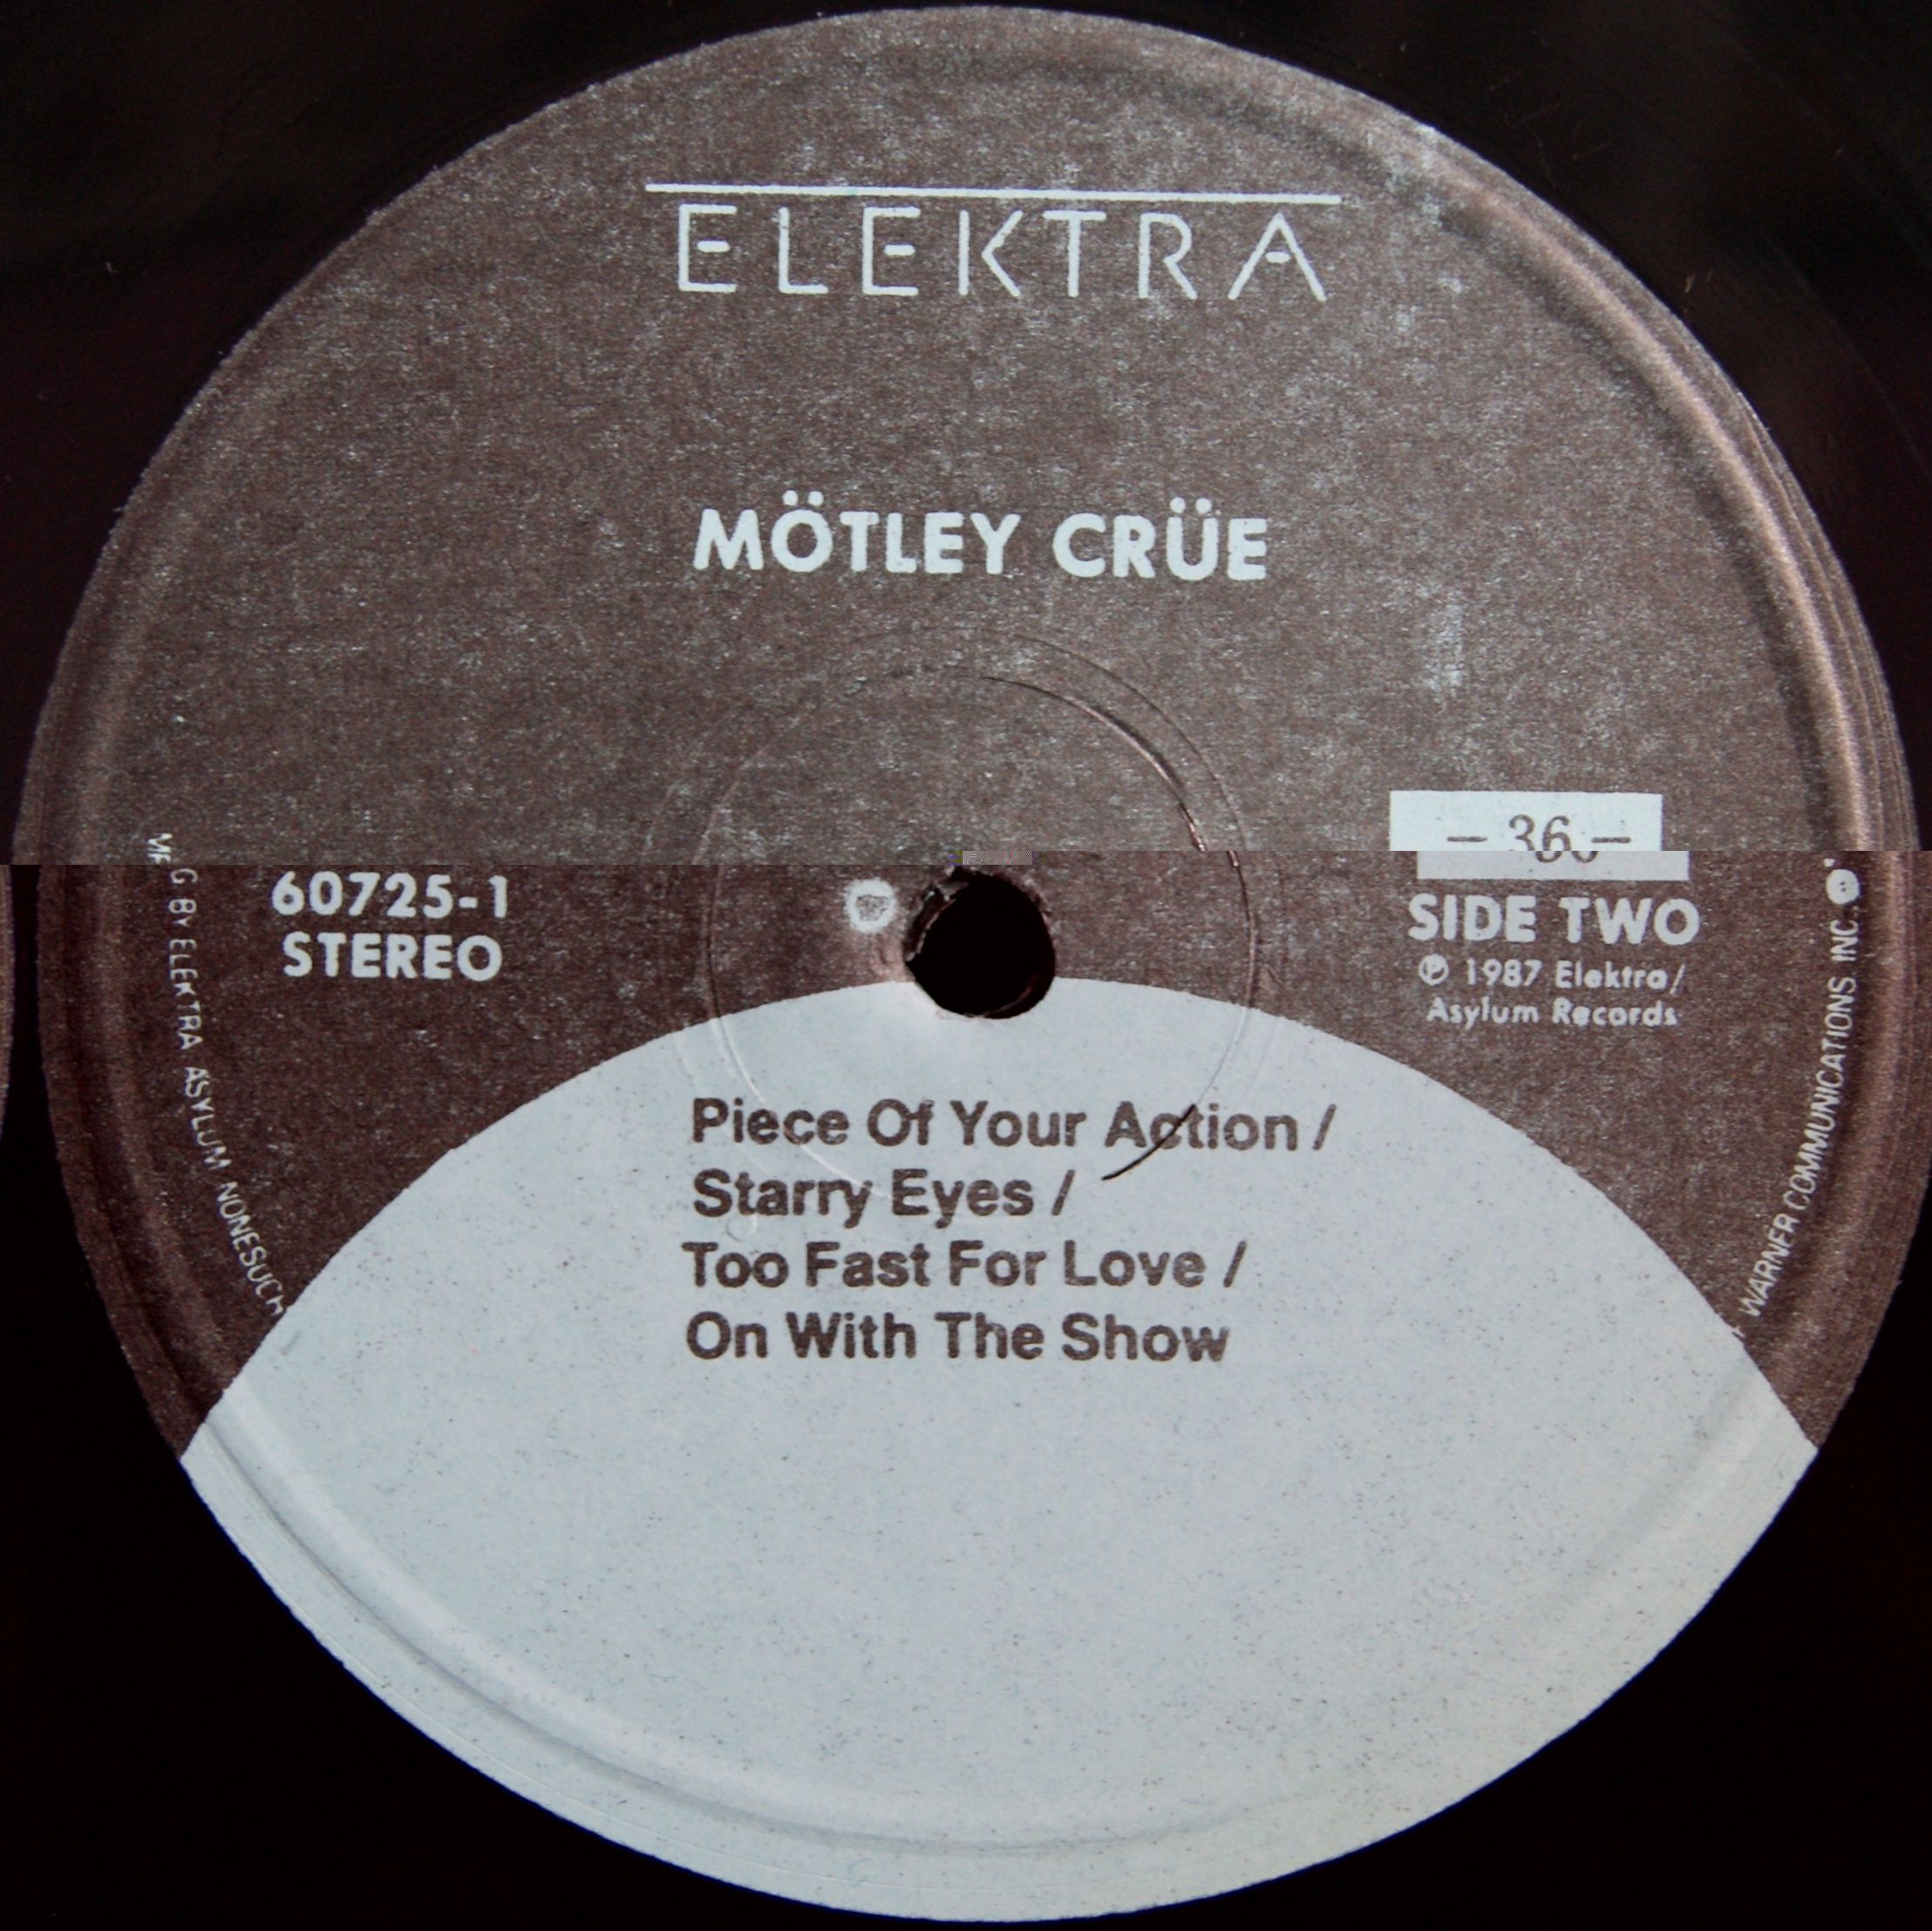 ELEKTRA
MÖTLEY CRÜE
– 36 –
60725-1
STEREO
SIDE TWO
℗ 1987 Elektra/
Asylum Records
Piece Of Your Action /
Starry Eyes /
Too Fast For Love /
On With The Show
G BY ELEKTRA ASYLUM NONESUCH
WARNER COMMUNICATIONS INC.